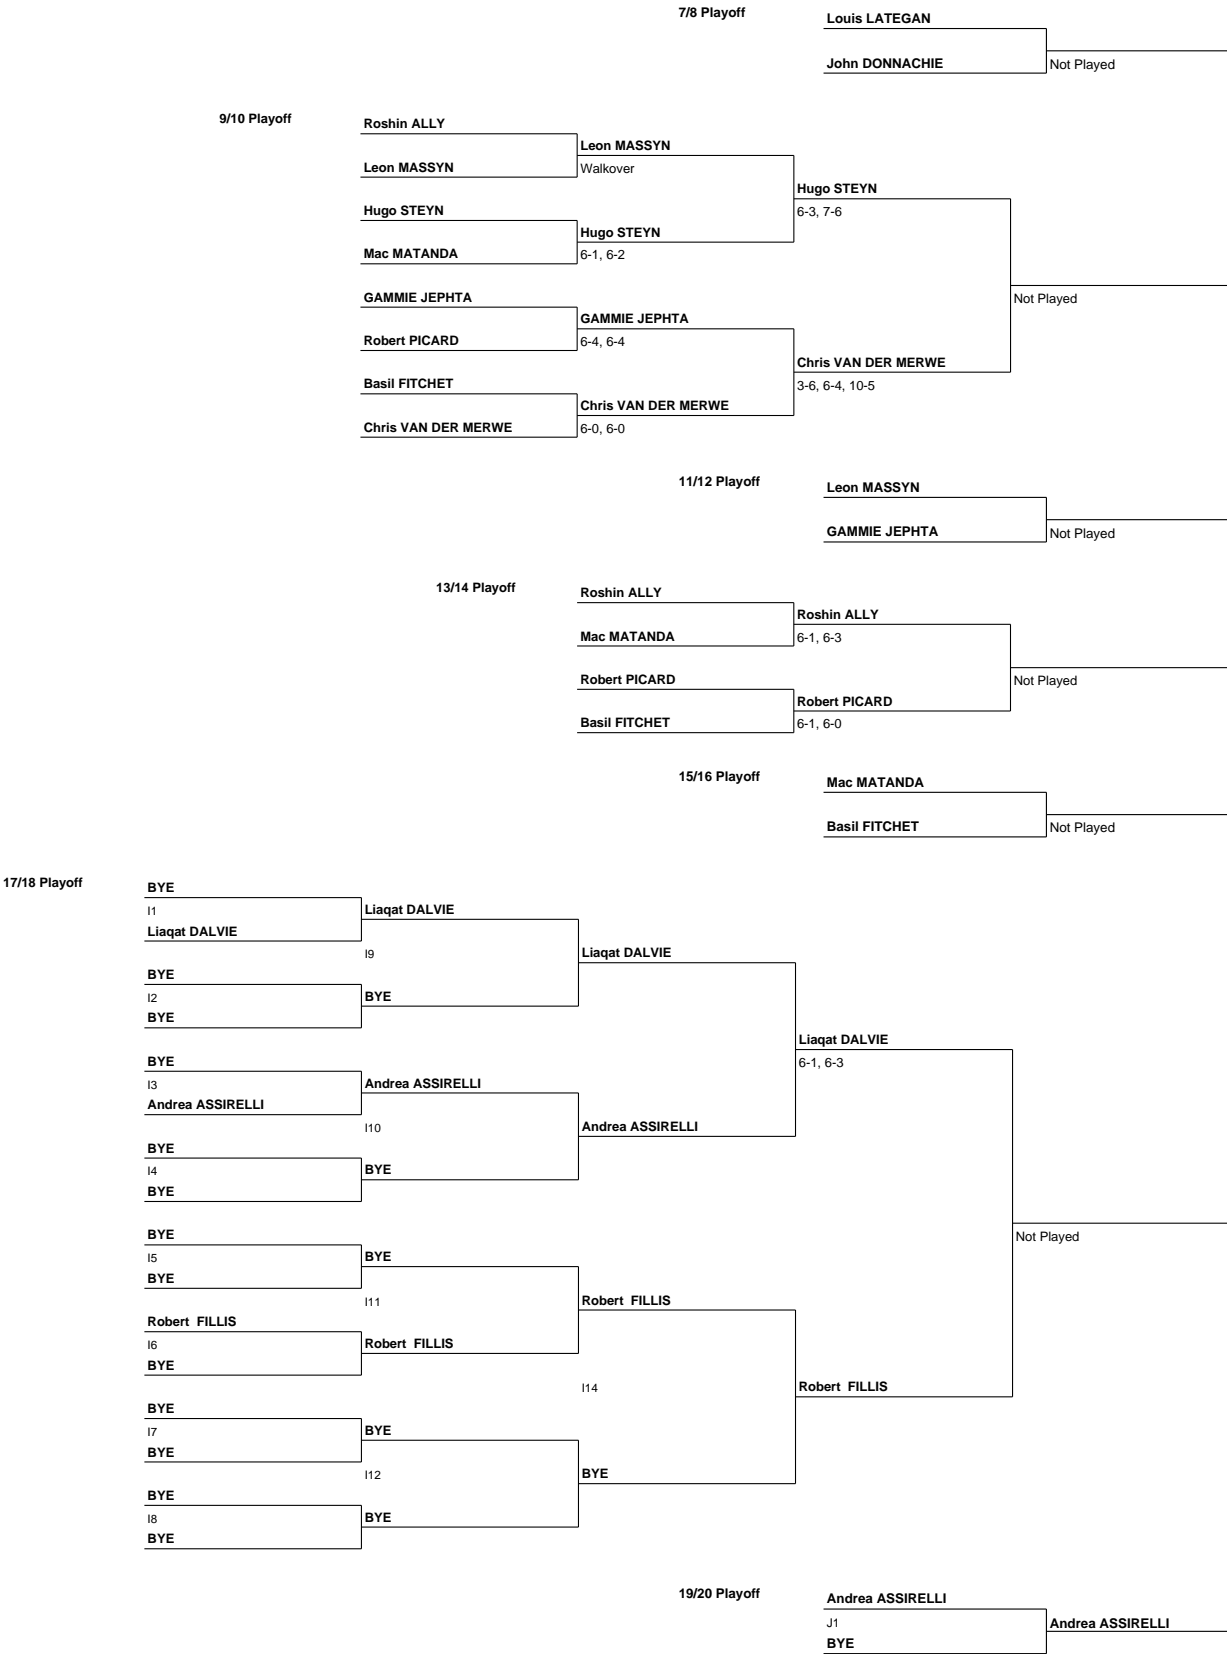 7/8 Playoff
Louis LATEGAN
John DONNACHIE
Not Played
9/10 Playoff
Roshin ALLY
Leon MASSYN
Leon MASSYN
Walkover
Hugo STEYN
6-3, 7-6
Hugo STEYN
Hugo STEYN
Mac MATANDA
6-1, 6-2
GAMMIE JEPHTA
Not Played
GAMMIE JEPHTA
Robert PICARD
6-4, 6-4
Chris VAN DER MERWE
Basil FITCHET
3-6, 6-4, 10-5
Chris VAN DER MERWE
Chris VAN DER MERWE
6-0, 6-0
11/12 Playoff
Leon MASSYN
GAMMIE JEPHTA
Not Played
13/14 Playoff
Roshin ALLY
Roshin ALLY
Mac MATANDA
6-1, 6-3
Robert PICARD
Not Played
Robert PICARD
Basil FITCHET
6-1, 6-0
15/16 Playoff
Mac MATANDA
Basil FITCHET
Not Played
17/18 Playoff
BYE
I1
Liaqat DALVIE
Liaqat DALVIE
I9
Liaqat DALVIE
BYE
I2
BYE
BYE
Liaqat DALVIE
6-1, 6-3
BYE
I3
Andrea ASSIRELLI
Andrea ASSIRELLI
I10
Andrea ASSIRELLI
BYE
I4
BYE
BYE
Not Played
BYE
I5
BYE
BYE
I11
Robert FILLIS
Robert FILLIS
I6
Robert FILLIS
BYE
I14
Robert FILLIS
BYE
I7
BYE
BYE
I12
BYE
BYE
I8
BYE
BYE
19/20 Playoff
Andrea ASSIRELLI
J1
Andrea ASSIRELLI
BYE